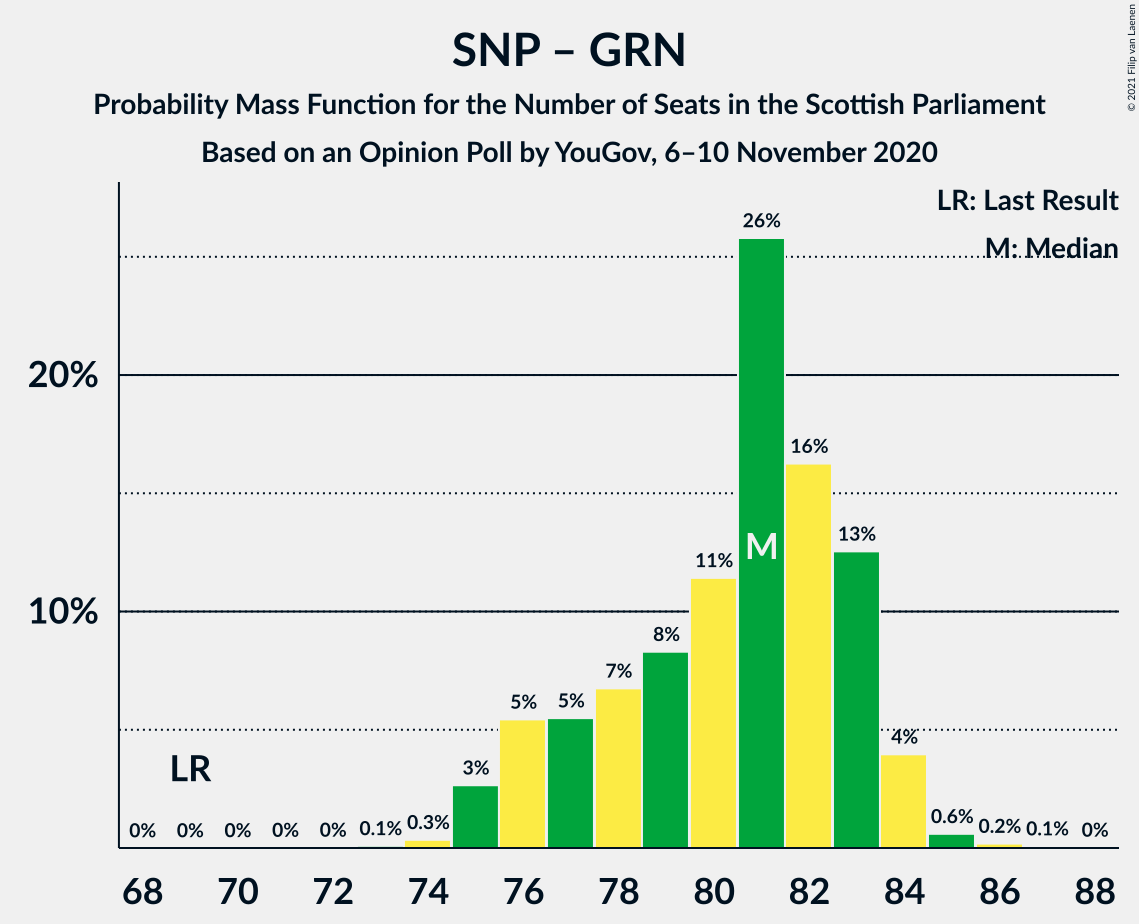 SNP – GRN
Probability Mass Function for the Number of Seats in the Scottish Parliament
Based on an Opinion Poll by YouGov, 6–10 November 2020
© 2021 Filip van Laenen
LR: Last Result
M: Median
20%
10%
0%
0%
0%
0%
0%
0.1%
0.3%
3%
5%
5%
7%
8%
11%
26%
16%
13%
4%
0.6%
0.2%
0.1%
0%
LR
M
68 70 72 74 76 78 80 82 84 86 88